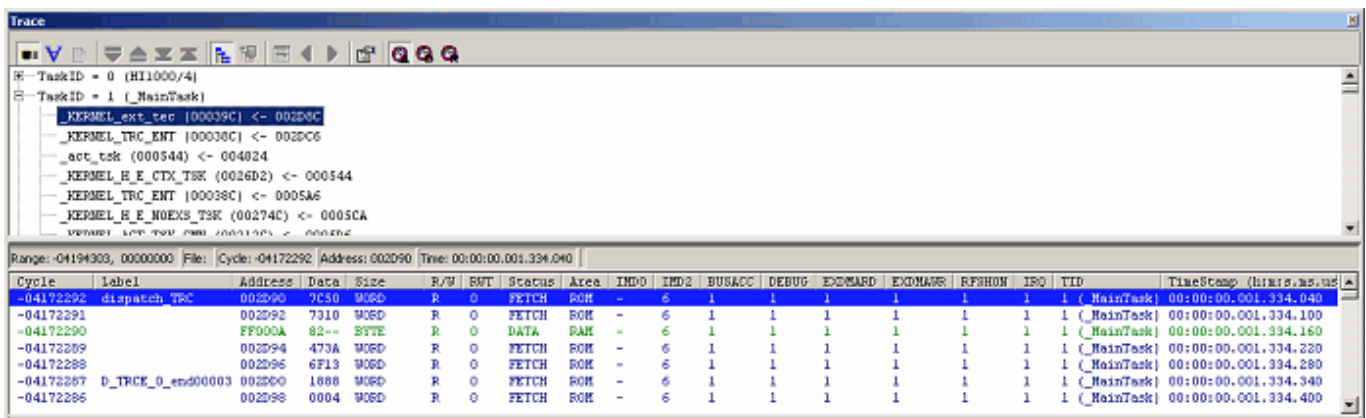 Trace
TaskID = 0 (HI1000/4)
TaskID = 1 (_MainTask)
_KERNEL_ext_tec (00039C) <- 002D8C
_KERNEL_TRC_ENT (00038C) <- 002DC6
_act_tsk (000544) <- 004824
_KERNEL_H_E_CTX_TSK (0026D2) <- 000544
_KERNEL_TRC_ENT (00038C) <- 0005A6
_KERNEL_H_E_NOEXS_TSK (00274C) <- 0005CA
Range: -04194303, 00000000 File: Cycle: -04172292 Address: 002D90 Time: 00:00:00.001.334.040
Cycle Label Address Data Size R/W RWT Status Area IMD0 IMD2 BUSACC DEBUG EXDMARD EXDMAWR RFSHON IRQ TID TimeStamp (h:m:s.ms.us
-04172292 dispatch_TRC 002D90 7C50 WORD R 0 FETCH ROM - 6 1 1 1 1 1 1 1 (_MainTask) 00:00:00.001.334.040
-04172291 002D92 7310 WORD R 0 FETCH ROM - 6 1 1 1 1 1 1 1 (_MainTask) 00:00:00.001.334.100
-04172290 FF000A 82-- BYTE R 0 DATA RAM - 6 1 1 1 1 1 1 1 (_MainTask) 00:00:00.001.334.160
-04172289 002D94 473A WORD R 0 FETCH ROM - 6 1 1 1 1 1 1 1 (_MainTask) 00:00:00.001.334.220
-04172288 002D96 6F13 WORD R 0 FETCH ROM - 6 1 1 1 1 1 1 1 (_MainTask) 00:00:00.001.334.280
-04172287 D_TRCE_0_end00003 002DD0 1888 WORD R 0 FETCH ROM - 6 1 1 1 1 1 1 1 (_MainTask) 00:00:00.001.334.340
-04172286 002D98 0004 WORD R 0 FETCH ROM - 6 1 1 1 1 1 1 1 (_MainTask) 00:00:00.001.334.400